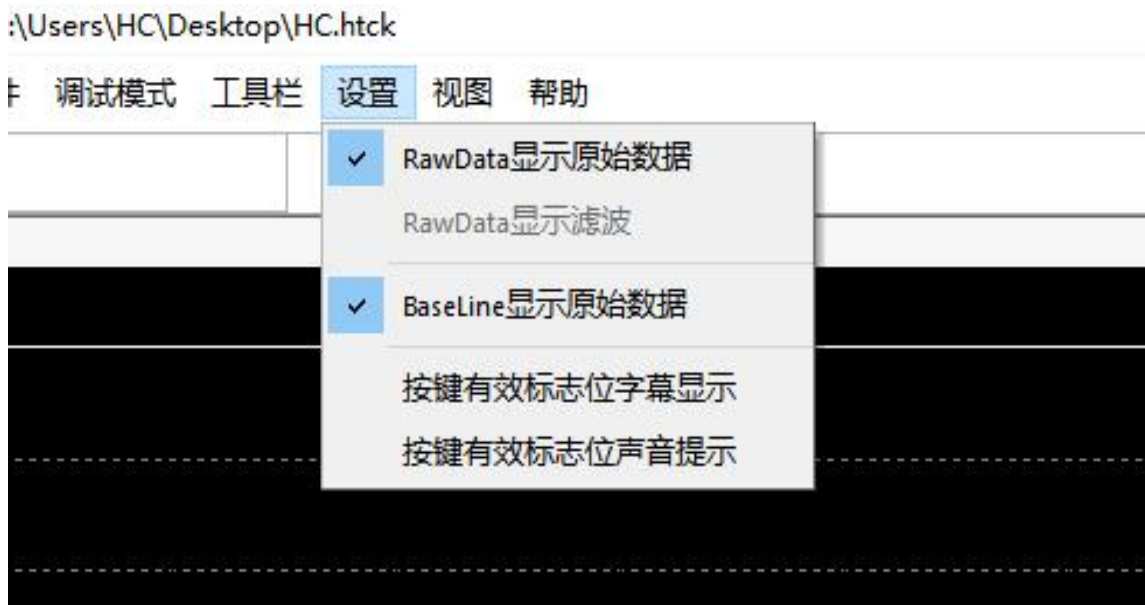 :\Users\HC\Desktop\HC.htck
调试模式 工具栏 设置 视图 帮助
RawData显示原始数据
RawData显示滤波
BaseLine显示原始数据
按键有效标志位字幕显示
按键有效标志位声音提示